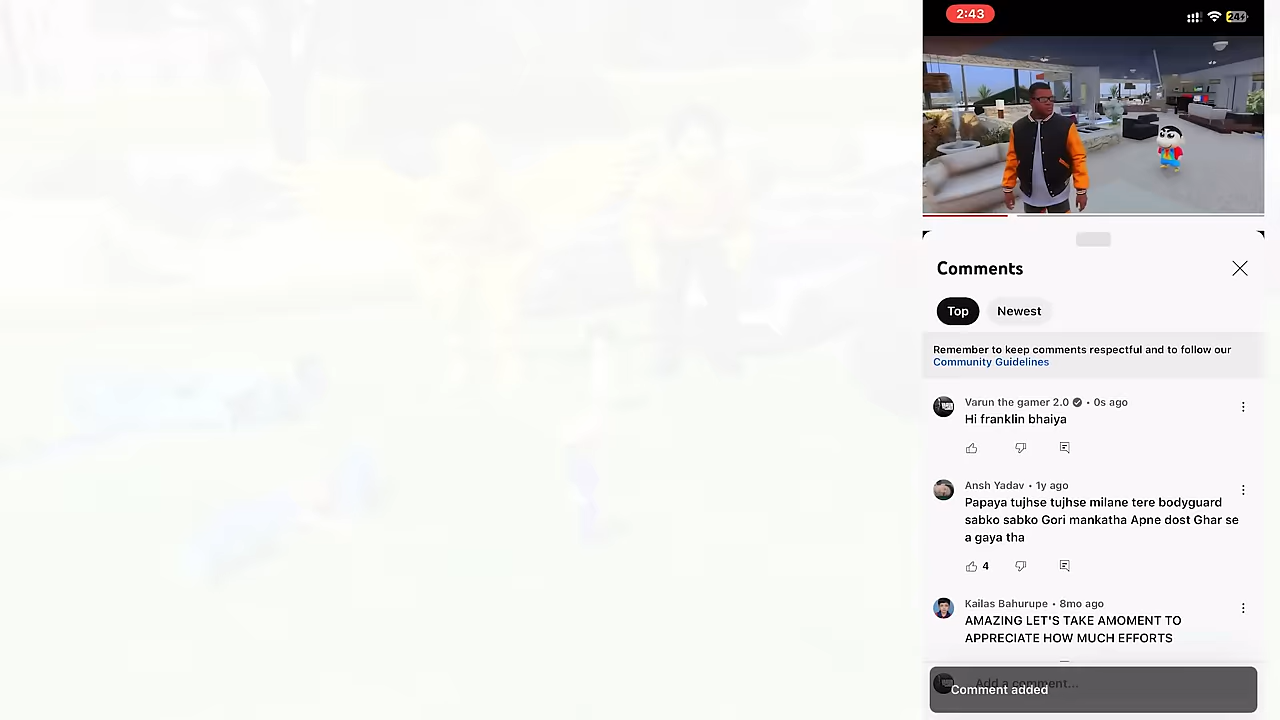 2:43
24
Comments
Top
Newest
Remember to keep comments respectful and to follow our
Community Guidelines
Varun the gamer 2.0 • 0s ago
Hi franklin bhaiya
Ansh Yadav • 1y ago
Papaya tujhse tujhse milane tere bodyguard
sabko sabko Gori mankatha Apne dost Ghar se
a gaya tha
4
Kailas Bahurupe • 8mo ago
AMAZING LET'S TAKE AMOMENT TO
APPRECIATE HOW MUCH EFFORTS
Add a comment...
Comment added